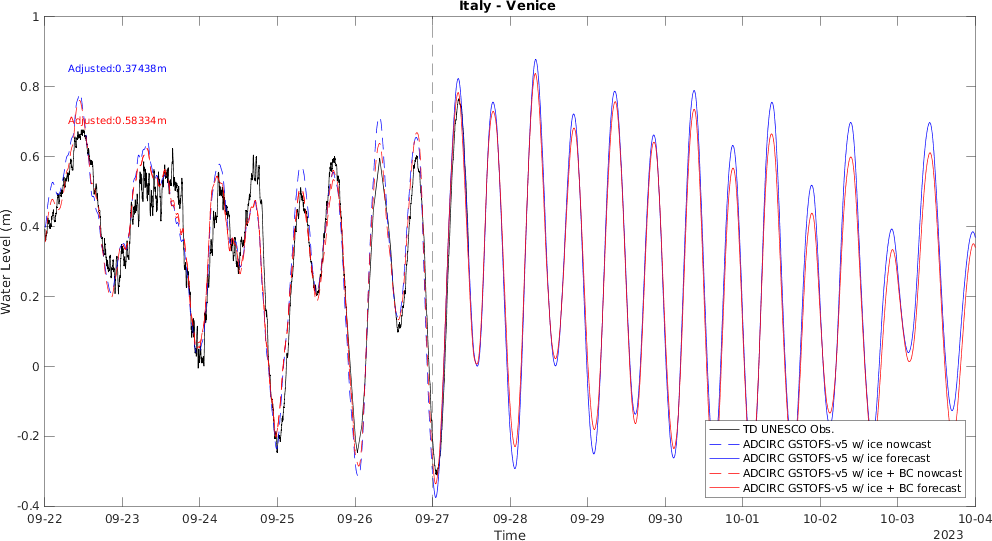 Italy - Venice
Adjusted:0.37438m
Adjusted:0.58334m
Water Level (m)
1
0.8
0.6
0.4
0.2
0
-0.2
-0.4
TD UNESCO Obs.
ADCIRC GSTOFS-v5 w/ ice nowcast
ADCIRC GSTOFS-v5 w/ ice forecast
ADCIRC GSTOFS-v5 w/ ice + BC nowcast
ADCIRC GSTOFS-v5 w/ ice + BC forecast
09-22 09-23 09-24 09-25 09-26 09-27 09-28 09-29 09-30 10-01 10-02 10-03 10-04
Time
2023